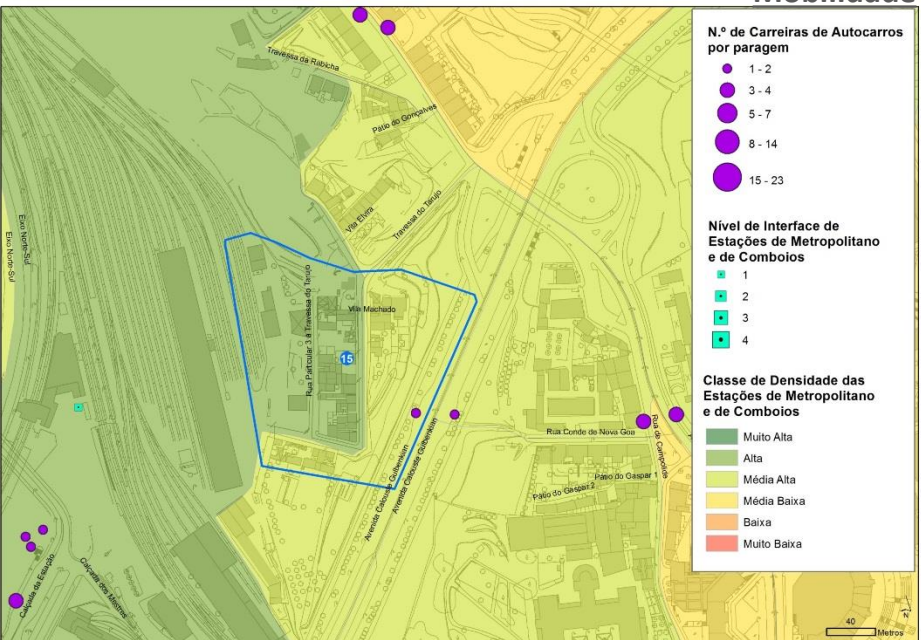 Mobilidades
N.º de Carreiras de Autocarros
por paragem
1 - 2
3 - 4
5 - 7
8 - 14
15 - 23
Nível de Interface de
Estações de Metropolitano
e de Comboios
1
2
3
4
Classe de Densidade das
Estações de Metropolitano
e de Comboios
Muito Alta
Alta
Média Alta
Média Baixa
Baixa
Muito Baixa
Travessa da Rabicha
Pátio do Gonçalves
Vila Elvira
Travessa do Tarujo
Eixo Norte-Sul
Eixo Norte-Sul
Rua Particular 3 à Travessa do Tarujo
Vila Machado
15
Rua Conde de Nova Goa
Rua de Campolide
Avenida Calouste Gulbenkian
Avenida Calouste Gulbenkian
Pátio do Gaspar 1
Pátio do Gaspar 2
Calçada da Estação
Calçada dos Mestres
40
Metros
N